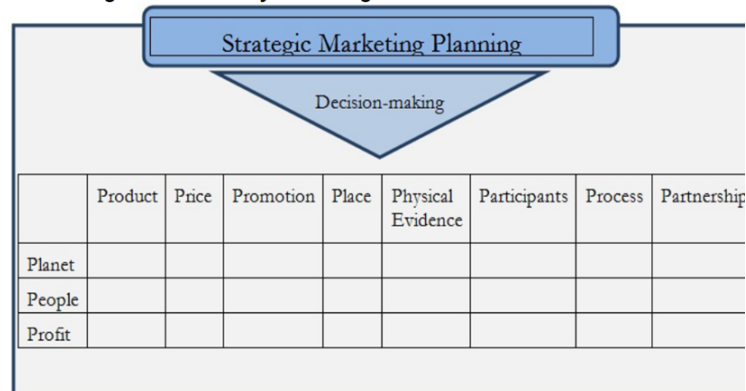 Strategic Marketing Planning
Decision-making
Product Price Promotion Place Physical Evidence Participants Process Partnership
Planet
People
Profit